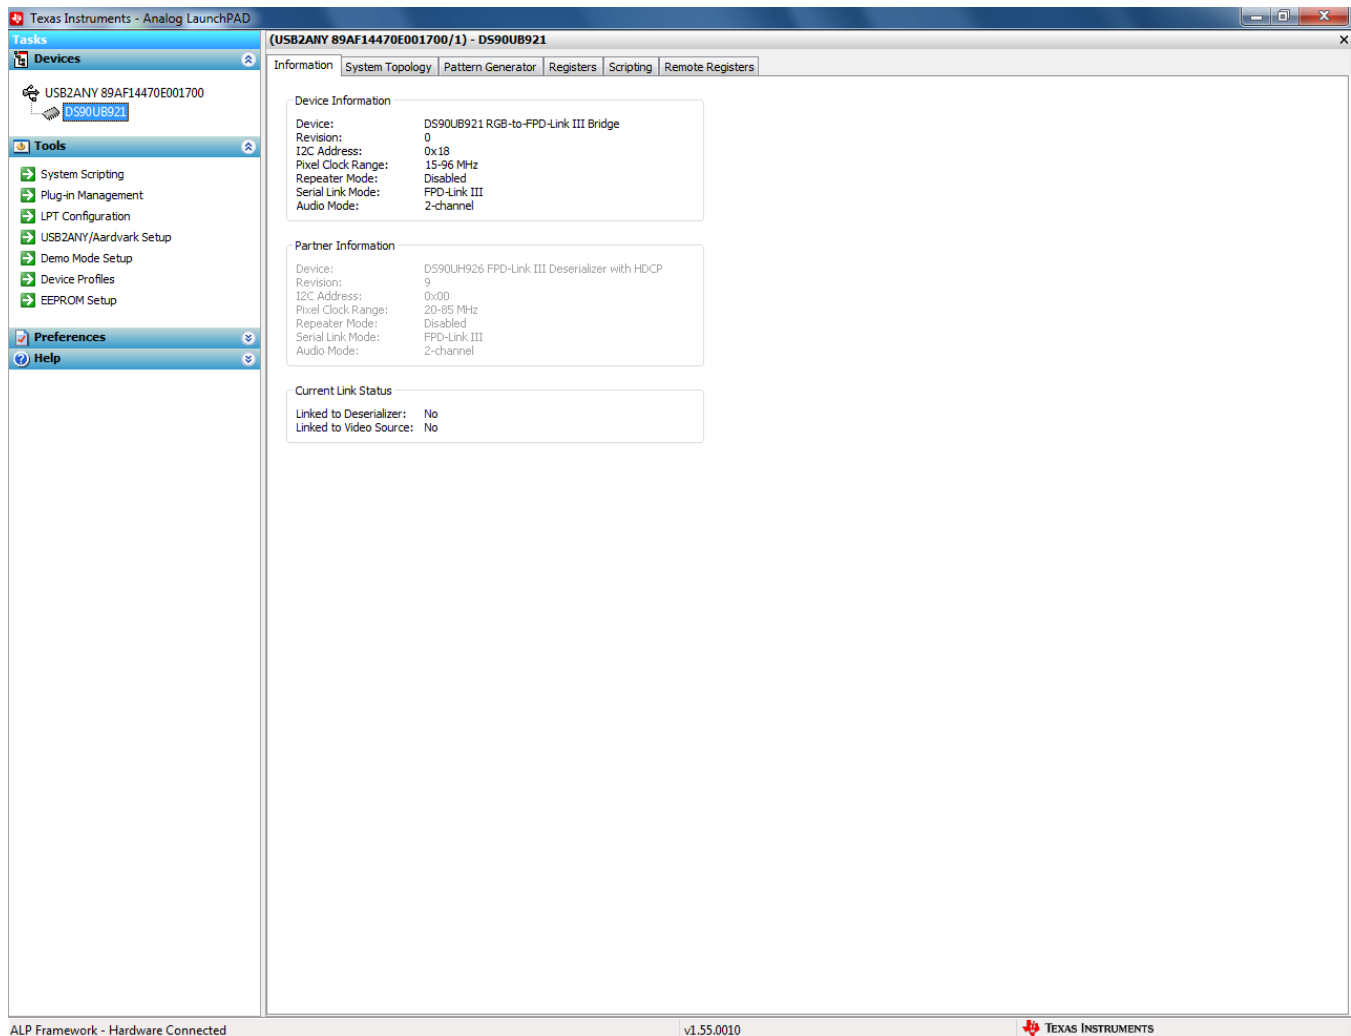 Texas Instruments - Analog LaunchPAD
Tasks
Devices
USB2ANY 89AF14470E001700
DS90UB921
Tools
System Scripting
Plug-in Management
LPT Configuration
USB2ANY/Aardvark Setup
Demo Mode Setup
Device Profiles
EEPROM Setup
Preferences
Help
(USB2ANY 89AF14470E001700/1) - DS90UB921
Information System Topology Pattern Generator Registers Scripting Remote Registers
Device Information
Device: DS90UB921 RGB-to-FPD-Link III Bridge
Revision: 0
I2C Address: 0x18
Pixel Clock Range: 15-96 MHz
Repeater Mode: Disabled
Serial Link Mode: FPD-Link III
Audio Mode: 2-channel
Partner Information
Device: DS90UH926 FPD-Link III Deserializer with HDCP
Revision: 9
I2C Address: 0x00
Pixel Clock Range: 20-85 MHz
Repeater Mode: Disabled
Serial Link Mode: FPD-Link III
Audio Mode: 2-channel
Current Link Status
Linked to Deserializer: No
Linked to Video Source: No
ALP Framework - Hardware Connected
v1.55.0010
TEXAS INSTRUMENTS